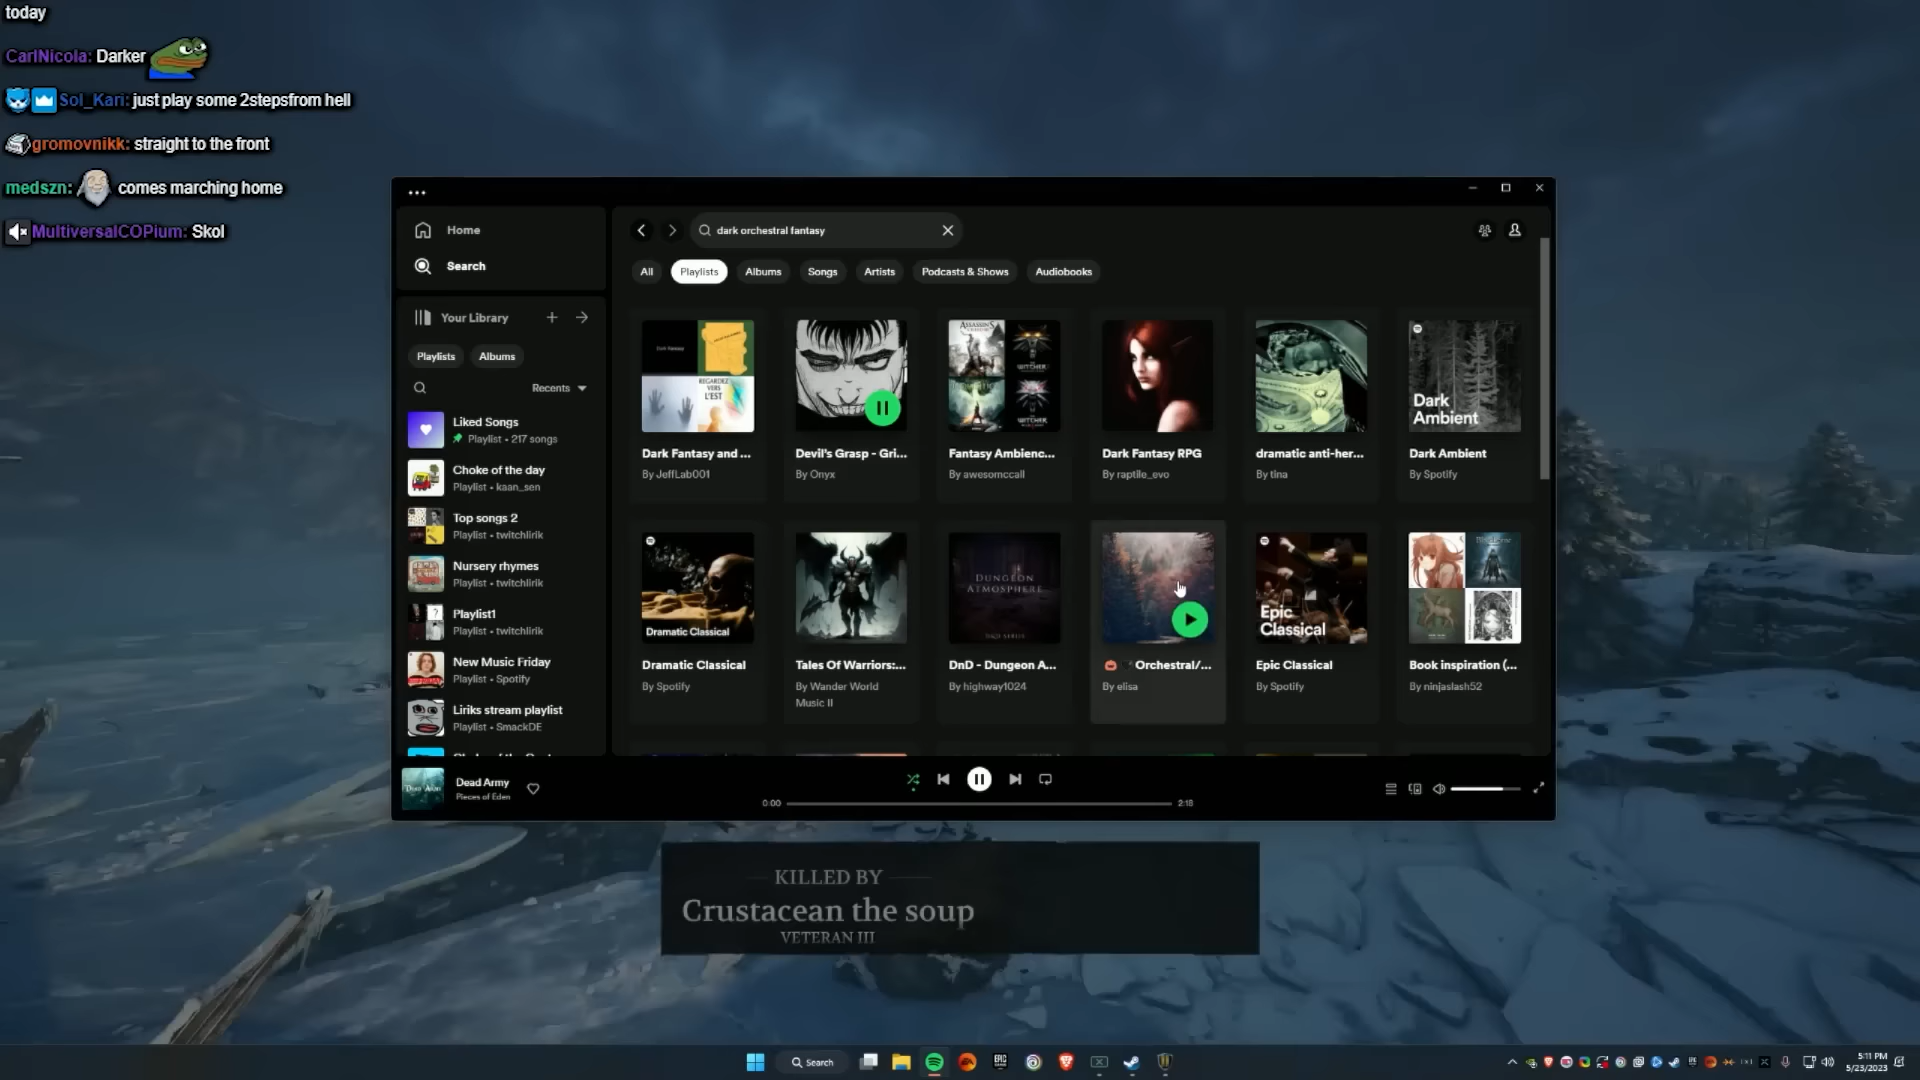 today
CarlNicola: Darker
Sol_Kari: just play some 2stepsfrom hell
gromovnikk: straight to the front
medszn: comes marching home
MultiversalCOPium: Skol
Home
Search
dark orchestral fantasy
All
Playlists
Albums
Songs
Artists
Podcasts & Shows
Audiobooks
Your Library
Playlists
Albums
Recents
Liked Songs
Playlist • 217 songs
Choke of the day
Playlist • kaan_sen
Top songs 2
Playlist • twitchlirik
Nursery rhymes
Playlist • twitchlirik
Playlist1
Playlist • twitchlirik
New Music Friday
Playlist • Spotify
Liriks stream playlist
Playlist • SmackDE
REGARDEZ
VERS
L'EST
Dark Fantasy and ...
By JeffLab001
Devil's Grasp - Gri...
By Onyx
Fantasy Ambienc...
By awesomccall
Dark Fantasy RPG
By raptile_evo
dramatic anti-her...
By tina
Dark
Ambient
Dark Ambient
By Spotify
Dramatic Classical
Dramatic Classical
By Spotify
Tales Of Warriors:...
By Wander World
Music II
DUNGEON
ATMOSPHERE
DnD - Dungeon A...
By highway1024
Orchestral/...
By elisa
Epic
Classical
Epic Classical
By Spotify
Book inspiration (...
By ninjaslash52
Dead Army
Pieces of Eden
0:00
2:18
KILLED BY
Crustacean the soup
VETERAN III
Search
5:11 PM
5/23/2023